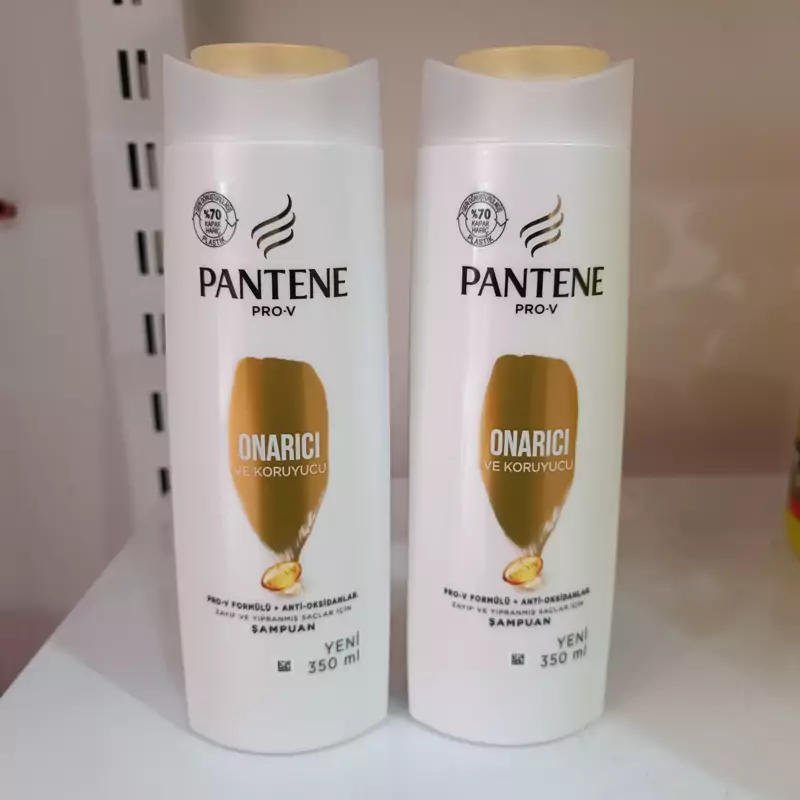 %70
KAPAK
HARİÇ
PLASTİK
PANTENE
PRO-V
ONARICI
VE KORUYUCU
PRO-V FORMÜLÜ + ANTİ-OKSİDANLAR
ZAYIF VE YIPRANMIŞ SAÇLAR İÇİN
ŞAMPUAN
YENİ
350 ml
%70
KAPAK
HARİÇ
PLASTİK
PANTENE
PRO-V
ONARICI
VE KORUYUCU
PRO-V FORMÜLÜ + ANTİ-OKSİDANLAR
ZAYIF VE YIPRANMIŞ SAÇLAR İÇİN
ŞAMPUAN
YENİ
350 ml